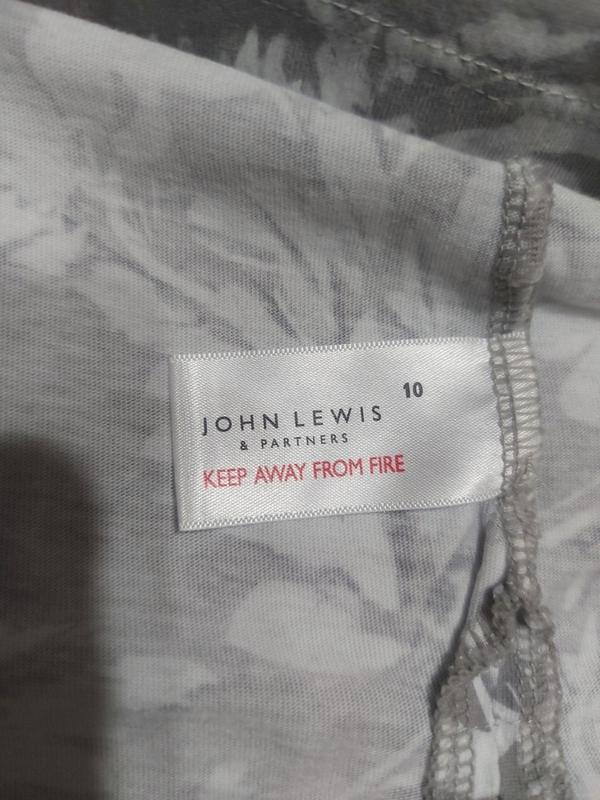 10
JOHN LEWIS
& PARTNERS
KEEP AWAY FROM FIRE